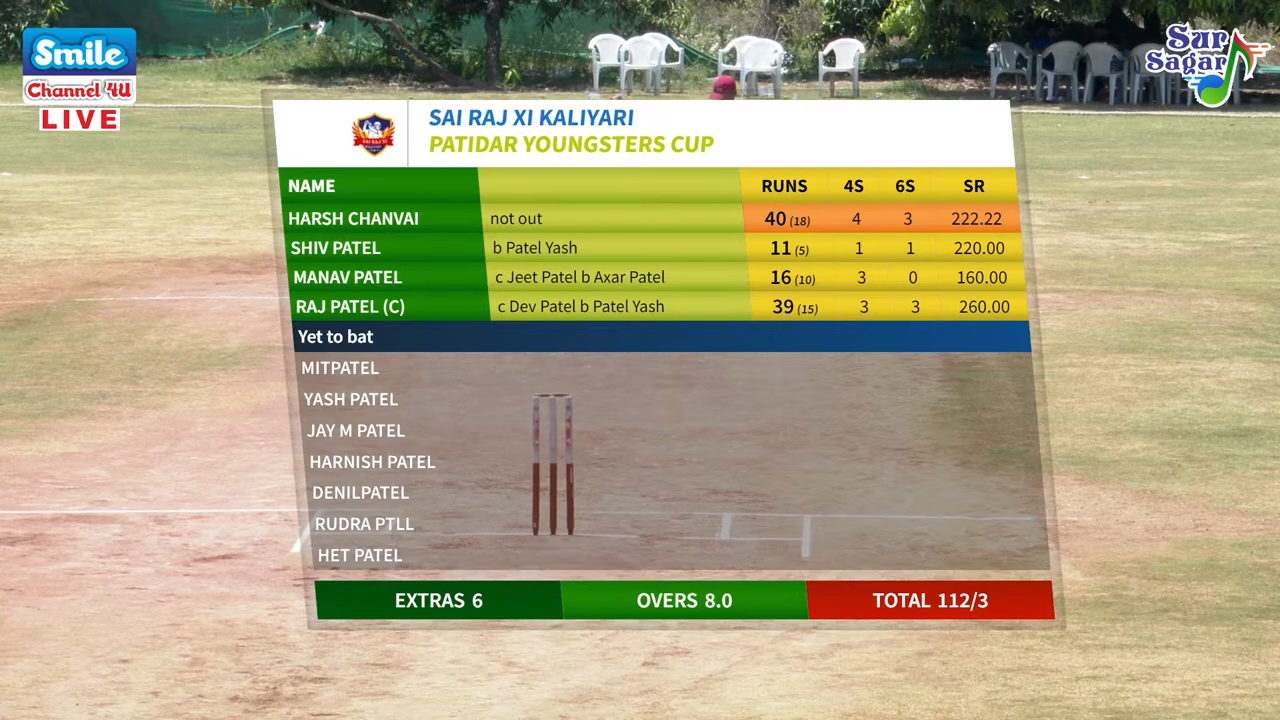 Smile
Channel 4U
LIVE
Sur
Sagar
SAI RAJ XI
SAI RAJ XI KALIYARI
PATIDAR YOUNGSTERS CUP
NAME RUNS 4S 6S SR
HARSH CHANVAI not out 40 (18) 4 3 222.22
SHIV PATEL b Patel Yash 11 (5) 1 1 220.00
MANAV PATEL c Jeet Patel b Axar Patel 16 (10) 3 0 160.00
RAJ PATEL (C) c Dev Patel b Patel Yash 39 (15) 3 3 260.00
Yet to bat
MITPATEL
YASH PATEL
JAY M PATEL
HARNISH PATEL
DENILPATEL
RUDRA PTLL
HET PATEL
EXTRAS 6 OVERS 8.0 TOTAL 112/3